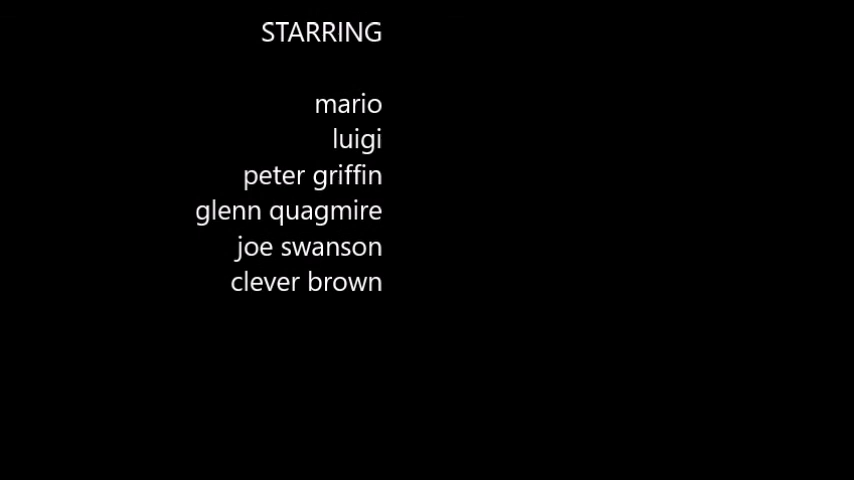 STARRING
mario
luigi
peter griffin
glenn quagmire
joe swanson
clever brown